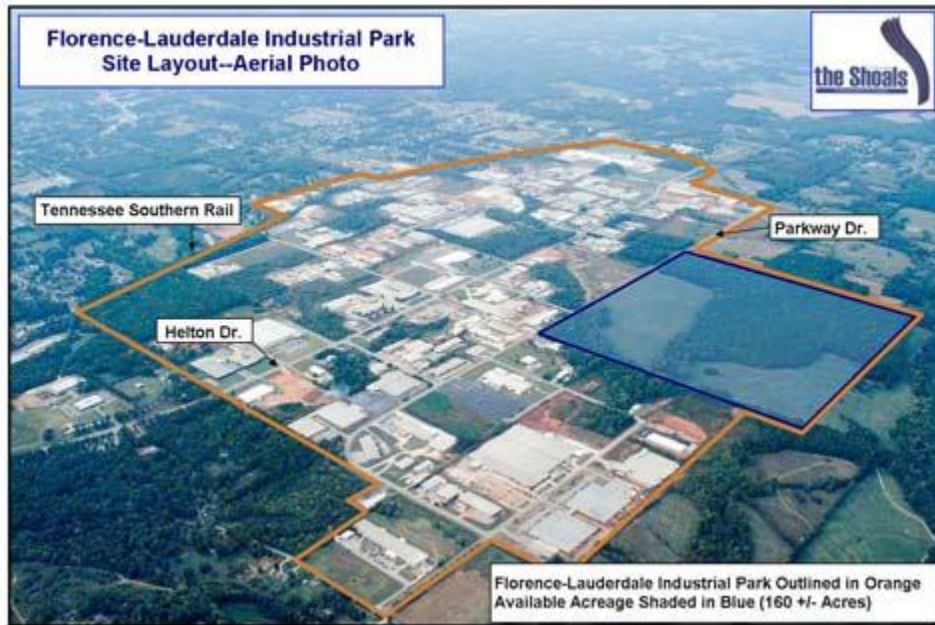 Florence-Lauderdale Industrial Park
Site Layout--Aerial Photo
the Shoals
Tennessee Southern Rail
Parkway Dr.
Helton Dr.
Florence-Lauderdale Industrial Park Outlined in Orange
Available Acreage Shaded in Blue (160 +/- Acres)